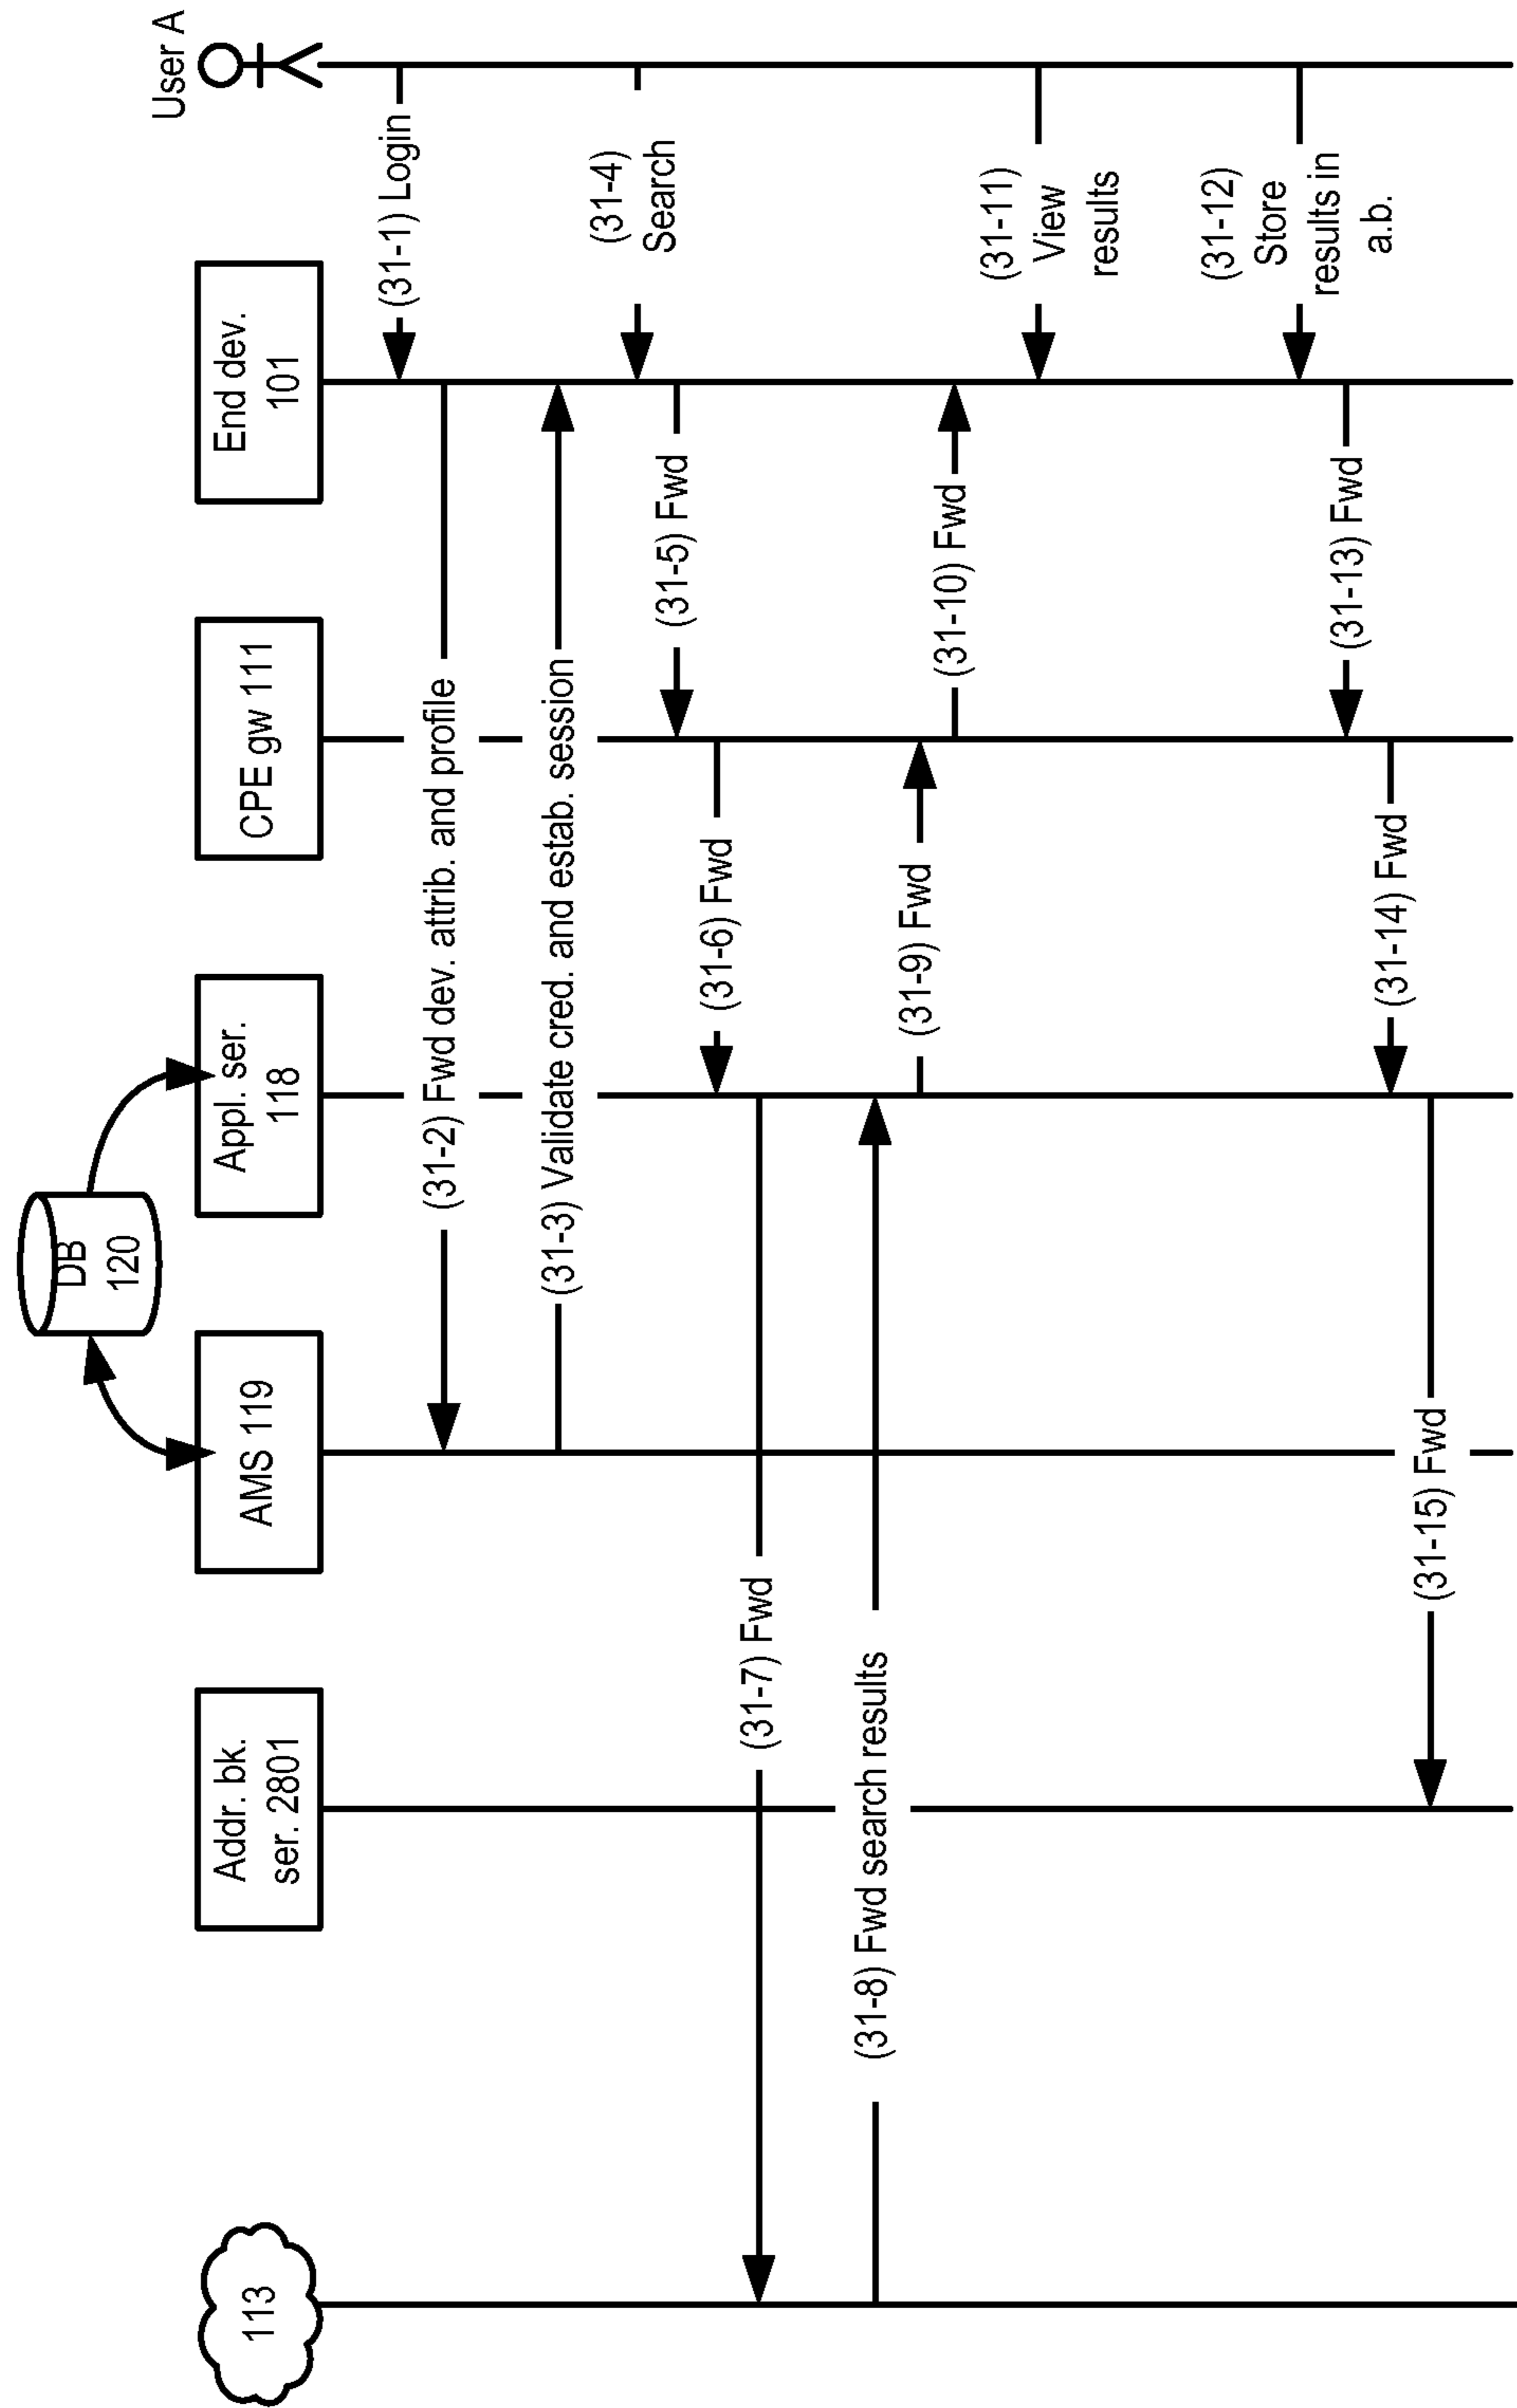 User A
End dev.
101
CPE gw 111
Appl. ser.
118
DB
120
AMS 119
Addr. bk.
ser. 2801
113
(31-1) Login
(31-2) Fwd dev. attrib. and profile
(31-3) Validate cred. and estab. session
(31-4)
Search
(31-5) Fwd
(31-6) Fwd
(31-7) Fwd
(31-8) Fwd search results
(31-9) Fwd
(31-10) Fwd
(31-11)
View
results
(31-12)
Store
results in
a.b.
(31-13) Fwd
(31-14) Fwd
(31-15) Fwd